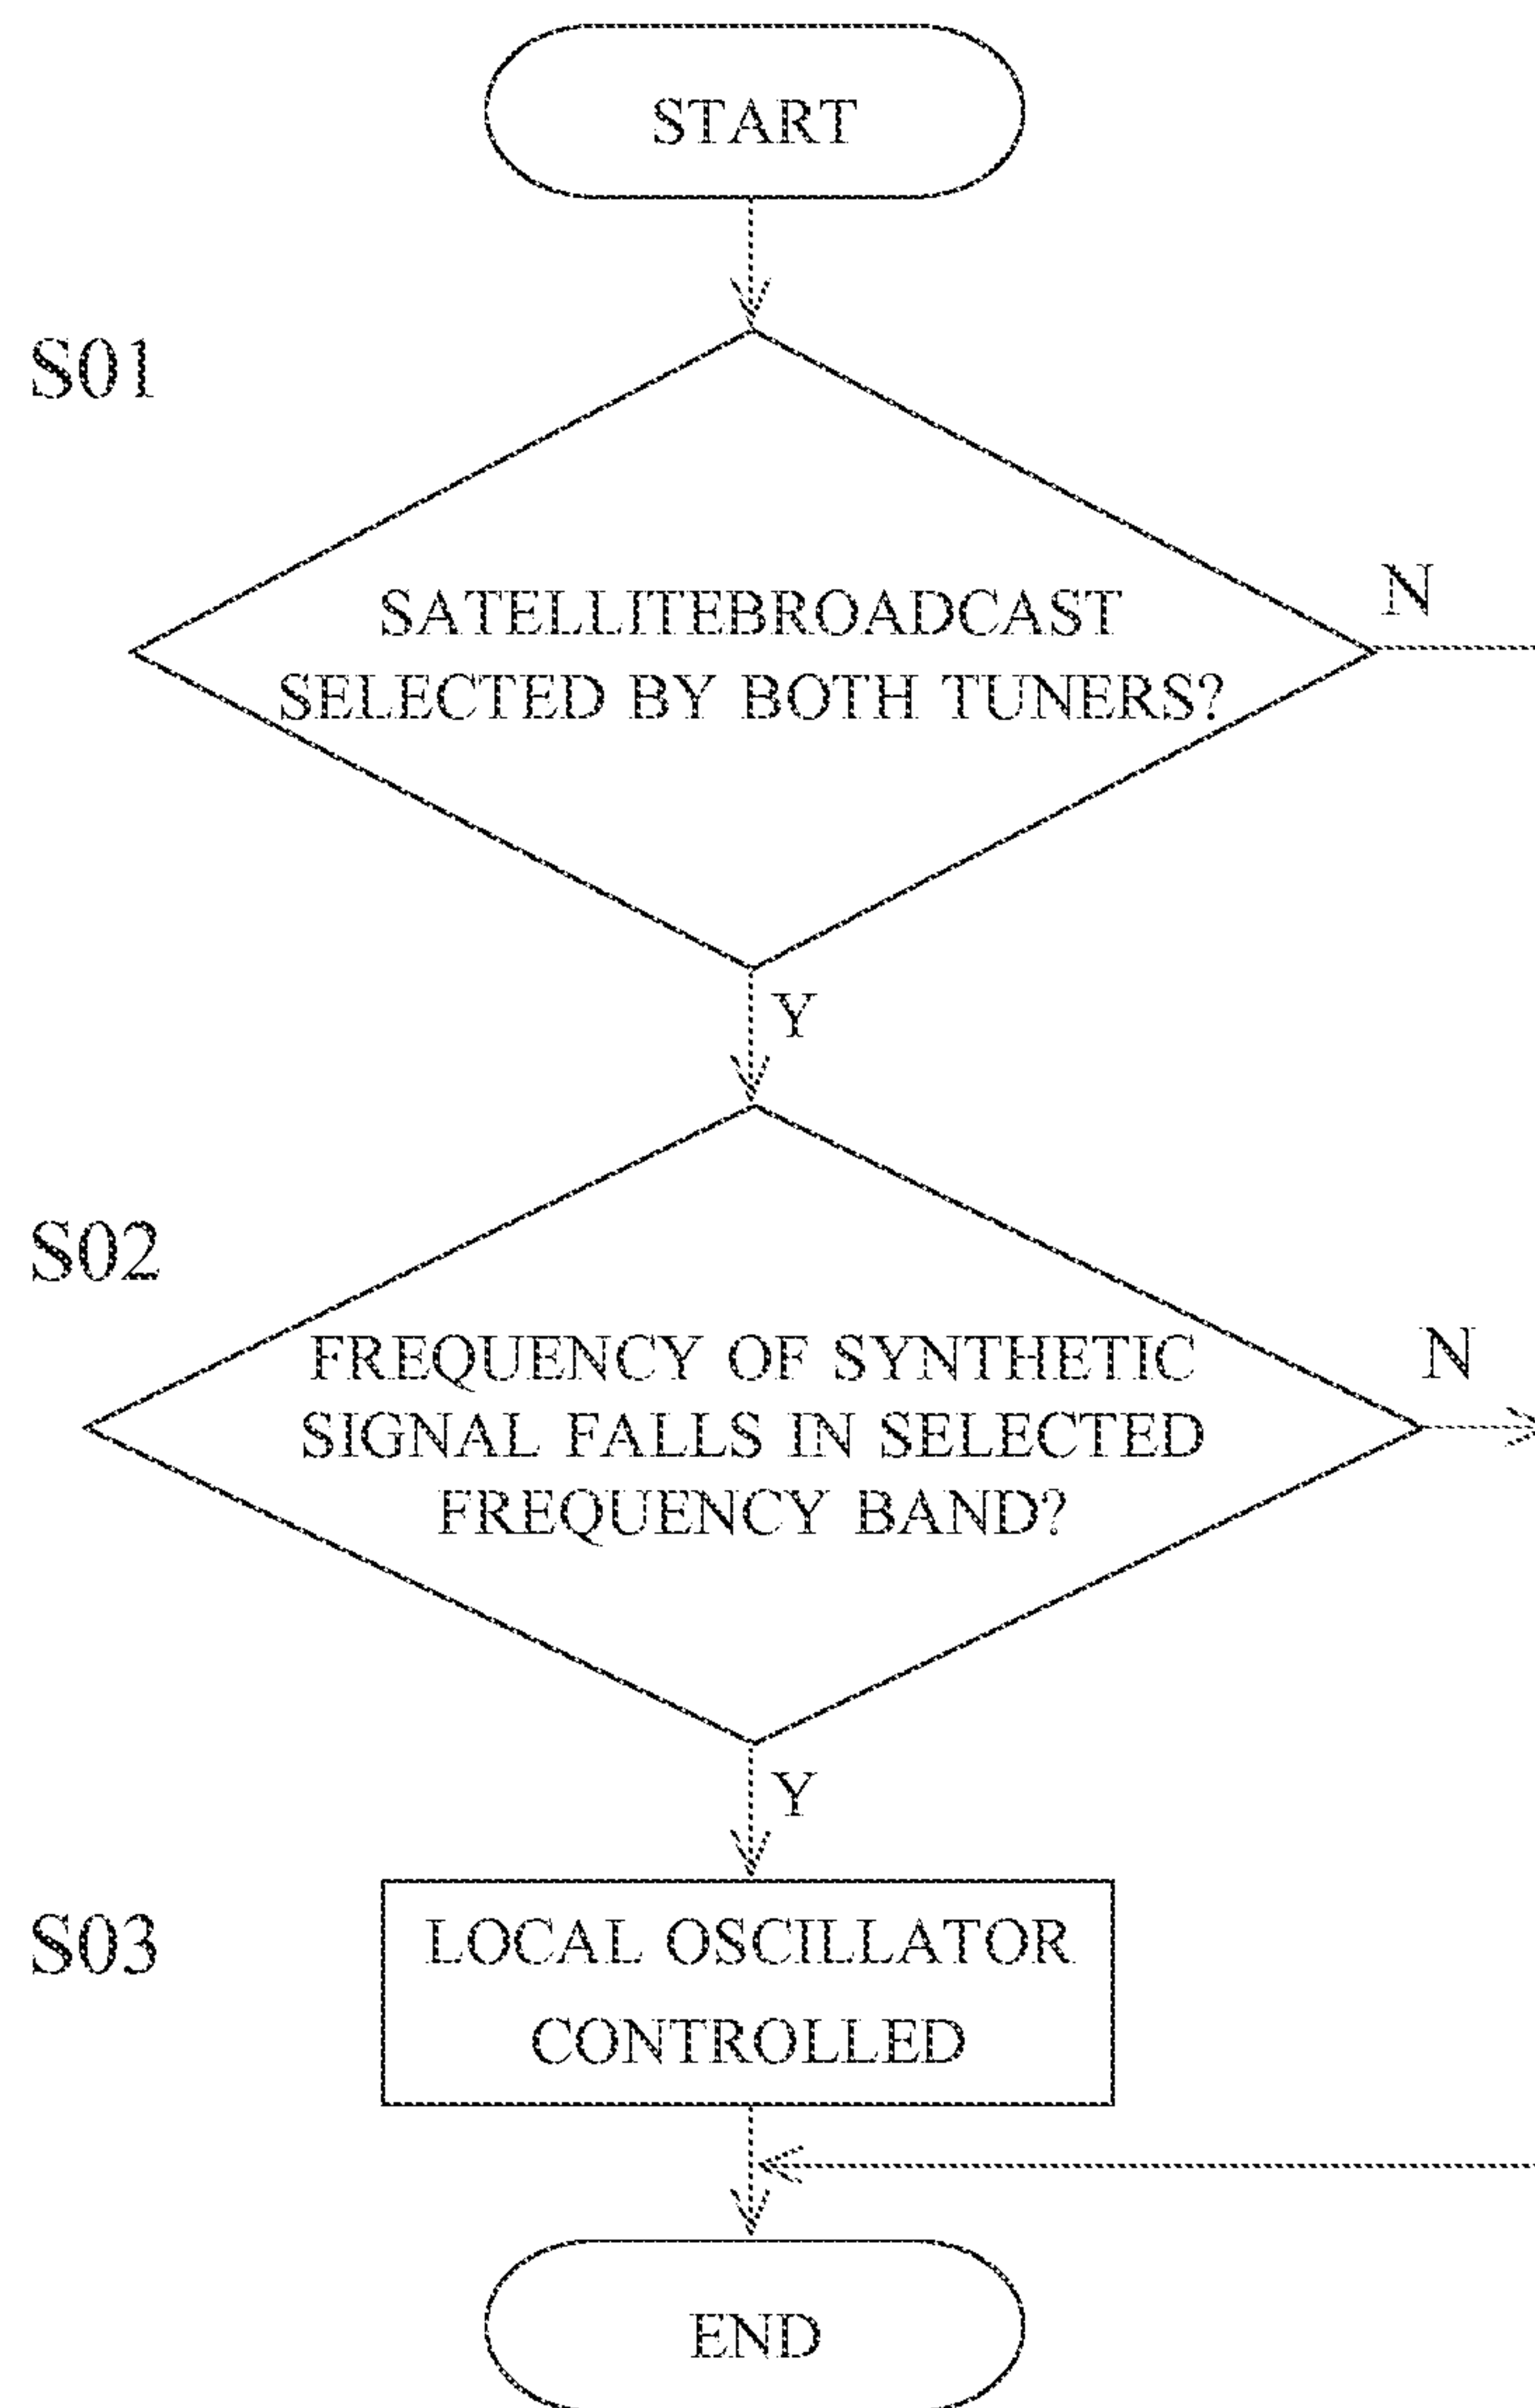 START
S01
SATELLITEBROADCAST
SELECTED BY BOTH TUNERS?
N
Y
S02
FREQUENCY OF SYNTHETIC
SIGNAL FALLS IN SELECTED
FREQUENCY BAND?
N
Y
S03
LOCAL OSCILLATOR
CONTROLLED
END